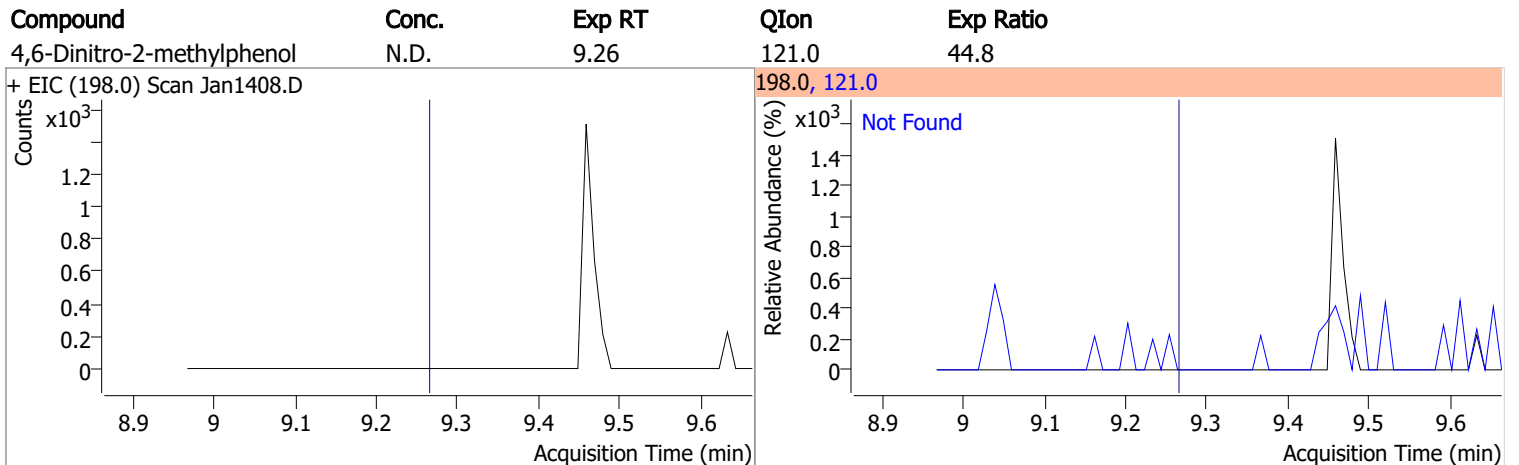 Compound Conc. Exp RT QIon Exp Ratio
4,6-Dinitro-2-methylphenol N.D. 9.26 121.0 44.8
+ EIC (198.0) Scan Jan1408.D
Counts
x10³
1.2
1
0.8
0.6
0.4
0.2
0
8.9 9 9.1 9.2 9.3 9.4 9.5 9.6
Acquisition Time (min)
198.0, 121.0
Relative Abundance (%)
x10³
Not Found
1.4
1.2
1
0.8
0.6
0.4
0.2
0
8.9 9 9.1 9.2 9.3 9.4 9.5 9.6
Acquisition Time (min)